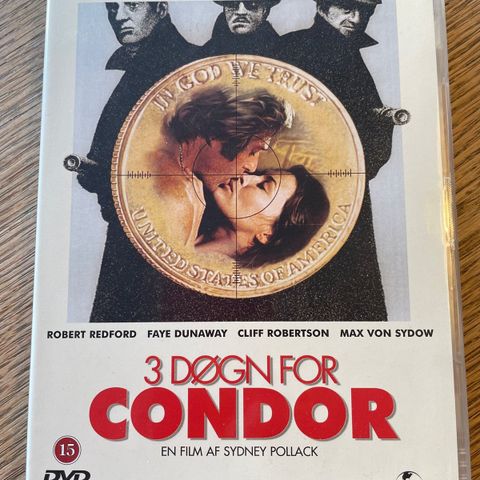 IN GOD WE TRUST
UNITED STATES OF AMERICA
ROBERT REDFORD FAYE DUNAWAY CLIFF ROBERTSON MAX VON SYDOW
3 DØGN FOR
CONDOR
EN FILM AF SYDNEY POLLACK
15
DVD